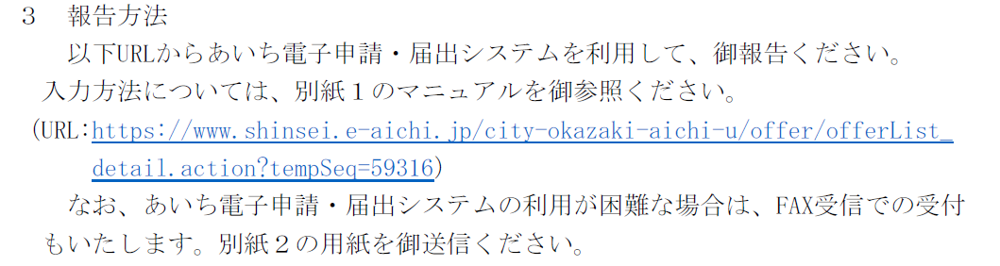 ３　報告方法
以下URLからあいち電子申請・届出システムを利用して、御報告ください。
入力方法については、別紙１のマニュアルを御参照ください。
(URL:https://www.shinsei.e-aichi.jp/city-okazaki-aichi-u/offer/offerList_
detail.action?tempSeq=59316)
なお、あいち電子申請・届出システムの利用が困難な場合は、FAX受信での受付
もいたします。別紙２の用紙を御送信ください。